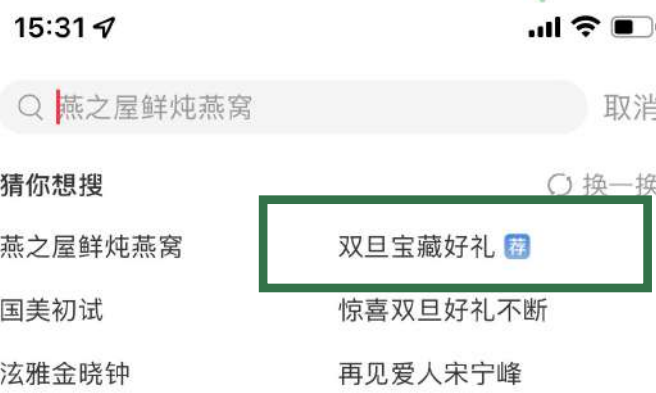 15:31
燕之屋鲜炖燕窝
取消
猜你想搜
换一换
燕之屋鲜炖燕窝
双旦宝藏好礼 荐
国美初试
惊喜双旦好礼不断
泫雅金晓钟
再见爱人宋宁峰